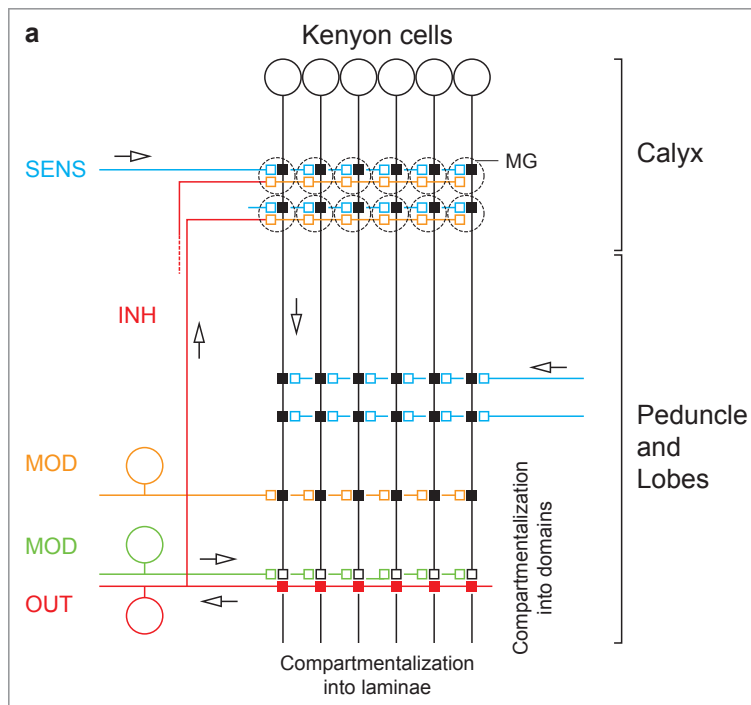 a
Kenyon cells
SENS
MG
Calyx
INH
Peduncle
and
Lobes
MOD
MOD
OUT
Compartmentalization
into domains
Compartmentalization
into laminae